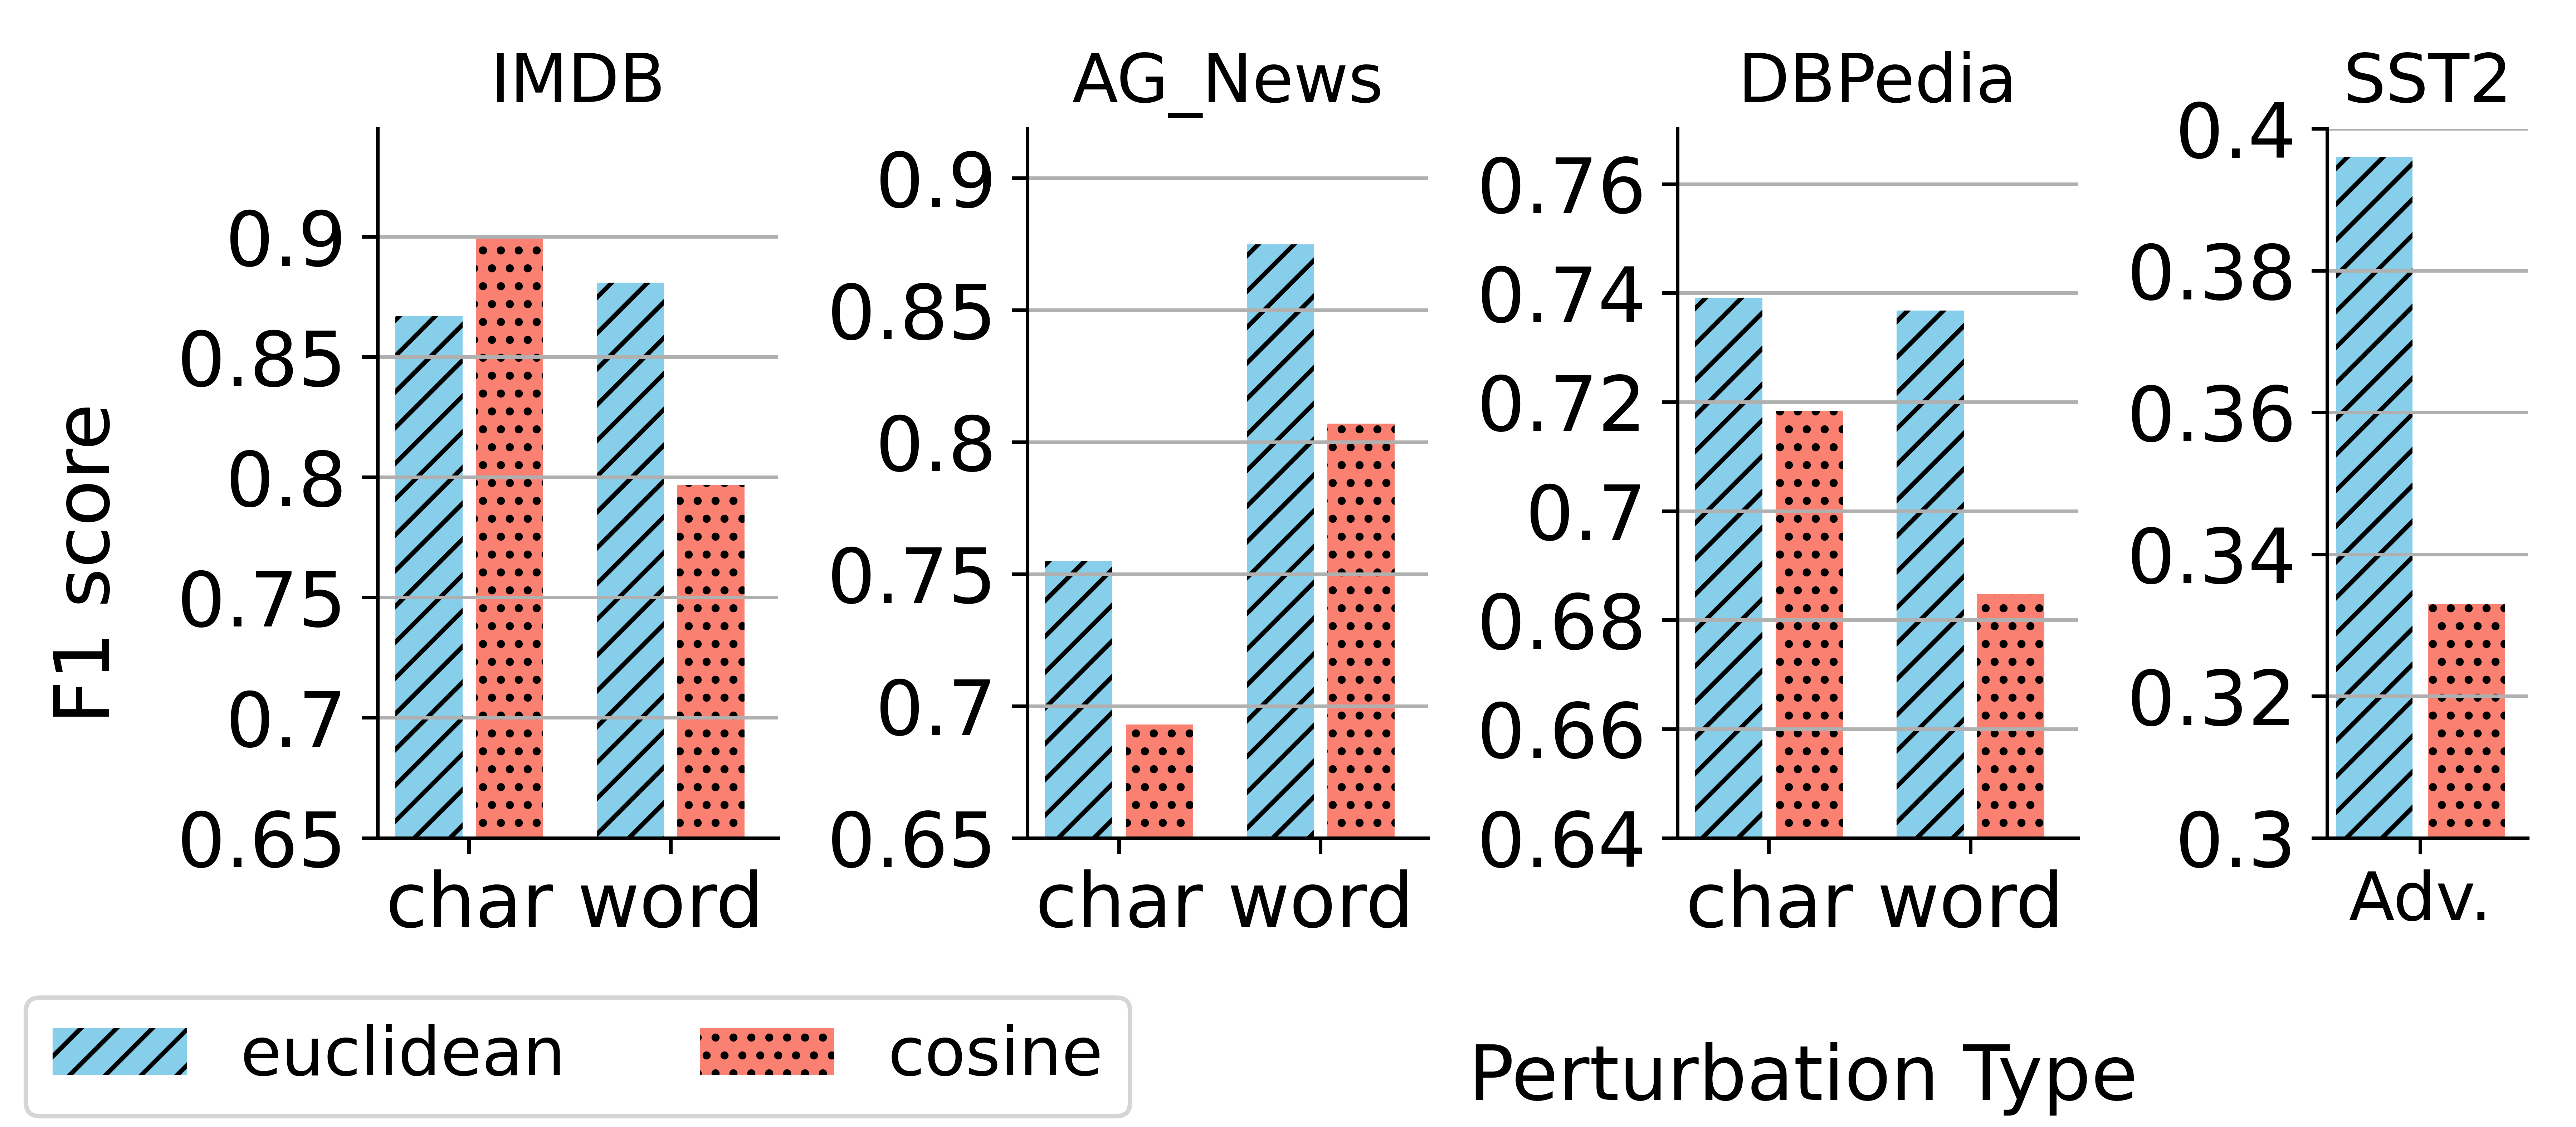 IMDB
AG_News
DBPedia
SST2
F1 score
0.9
0.85
0.8
0.75
0.7
0.65
char word
0.9
0.85
0.8
0.75
0.7
0.65
char word
0.76
0.74
0.72
0.7
0.68
0.66
0.64
char word
0.4
0.38
0.36
0.34
0.32
0.3
Adv.
euclidean
cosine
Perturbation Type